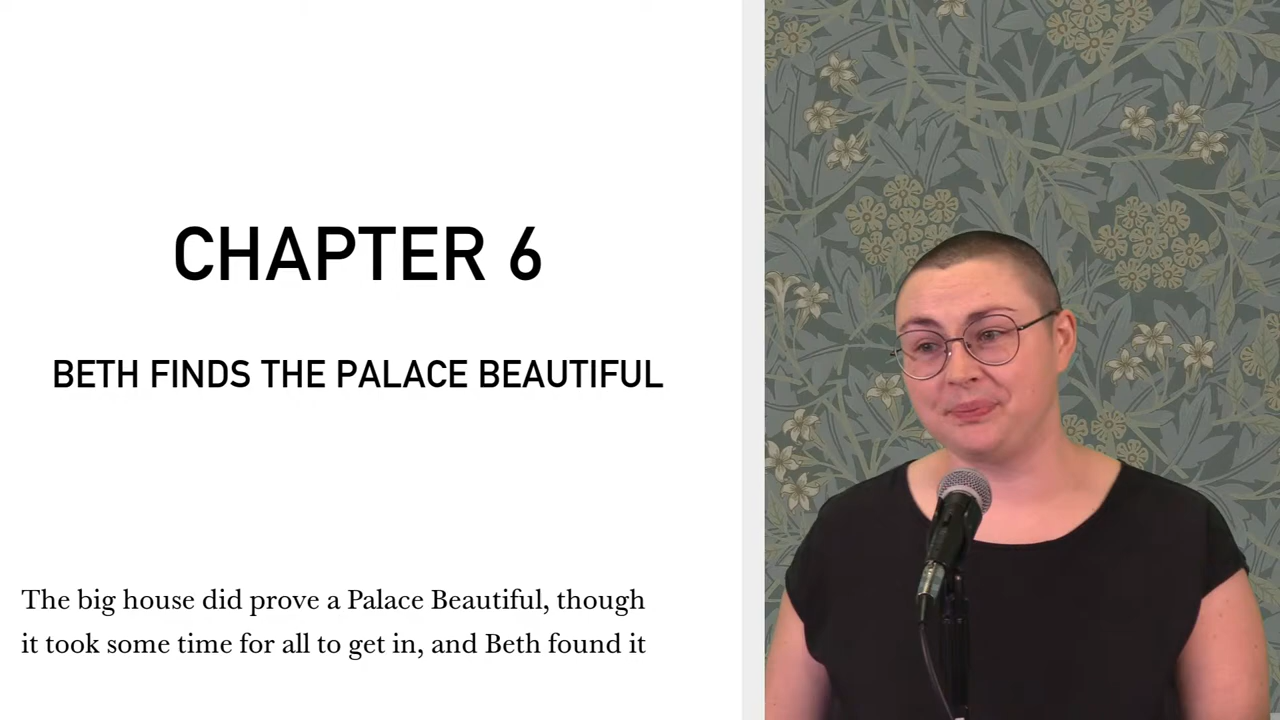 CHAPTER 6
BETH FINDS THE PALACE BEAUTIFUL
The big house did prove a Palace Beautiful, though
it took some time for all to get in, and Beth found it